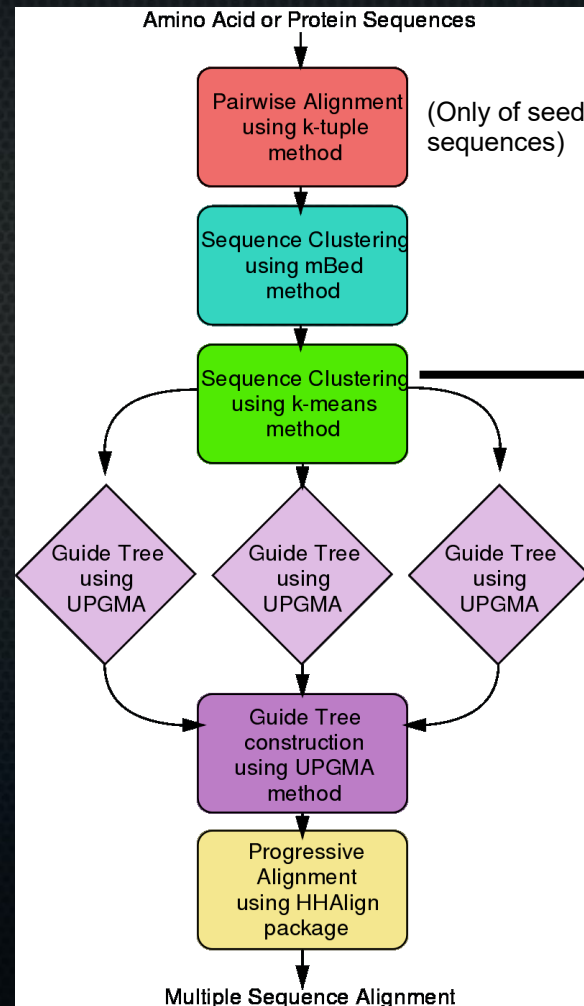 Amino Acid or Protein Sequences
Pairwise Alignment
using k-tuple
method
(Only of seed
sequences)
Sequence Clustering
using mBed
method
Sequence Clustering
using k-means
method
Guide Tree
using
UPGMA
Guide Tree
using
UPGMA
Guide Tree
using
UPGMA
Guide Tree
construction
using UPGMA
method
Progressive
Alignment
using HHAlign
package
Multiple Sequence Alignment